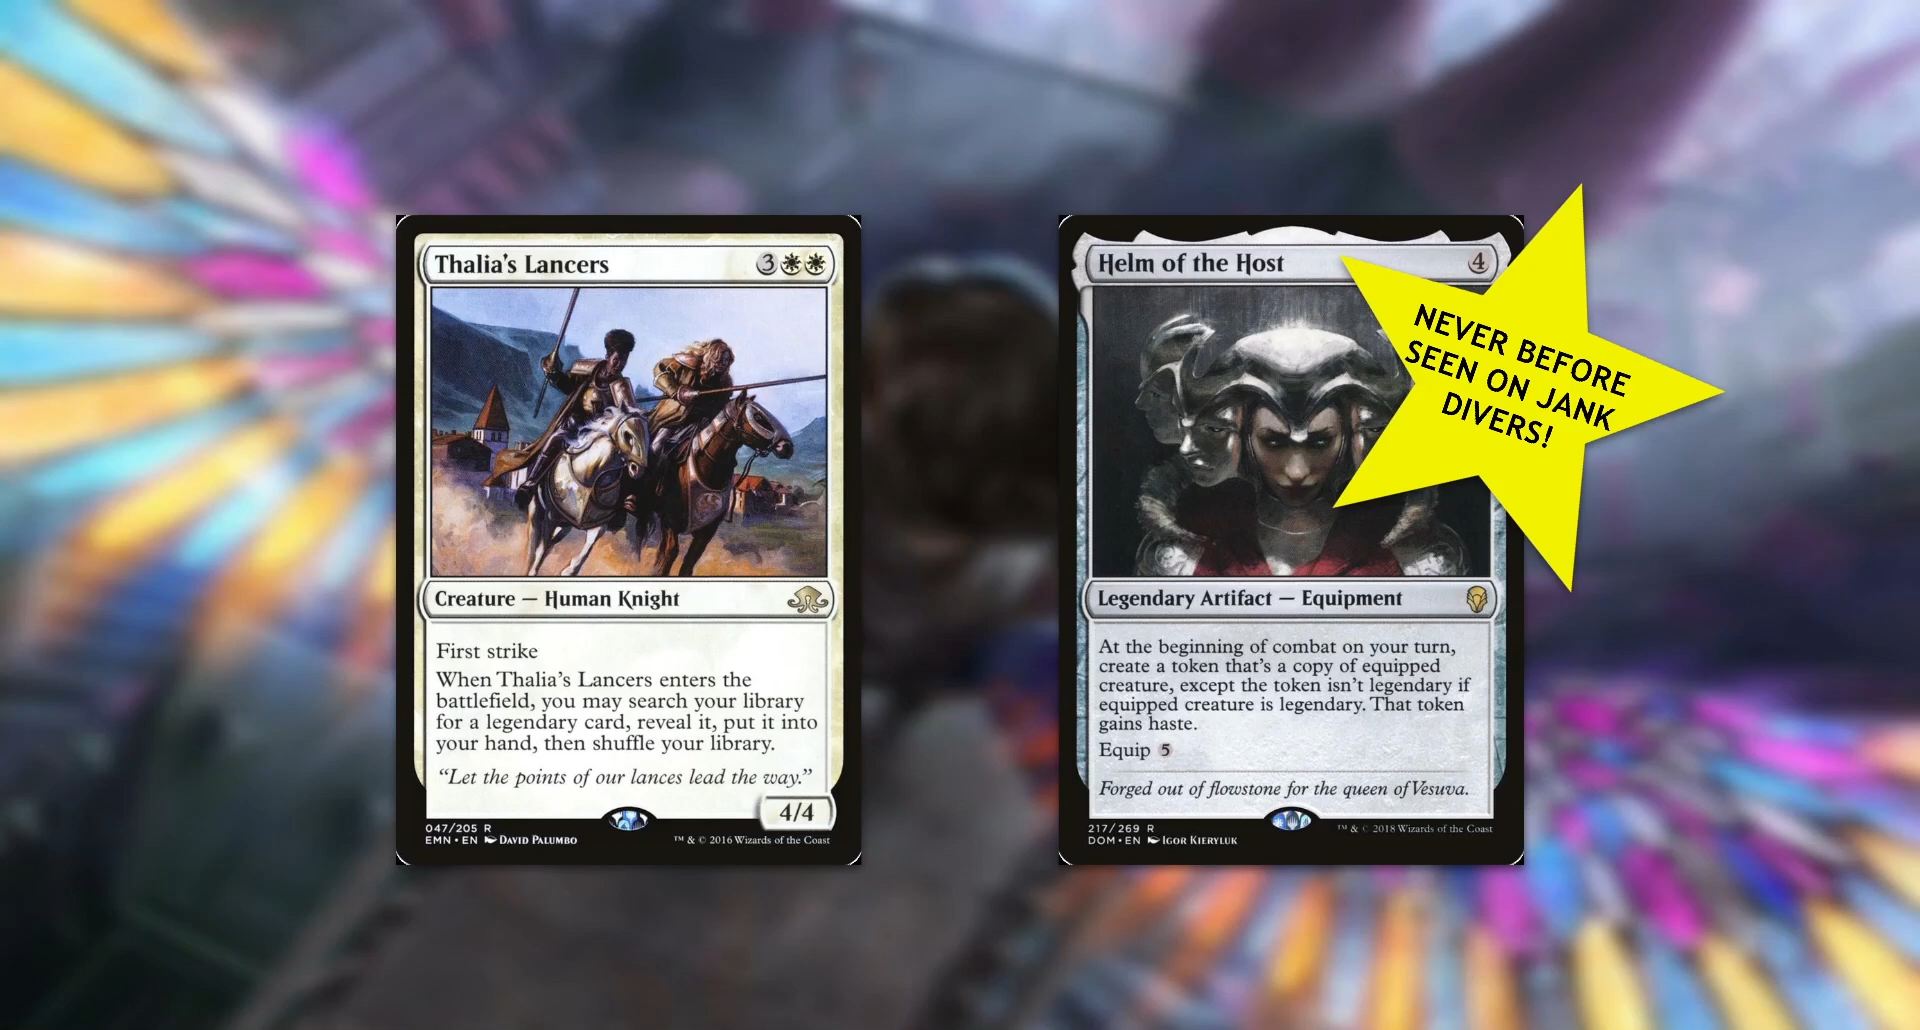 Thalia's Lancers 3
First strike
Creature — Human Knight
When Thalia's Lancers enters the
battlefield, you may search your library
for a legendary card, reveal it, put it into
your hand, then shuffle your library.
"Let the points of our lances lead the way."
4/4
047/205 R
EMN • EN DAVID PALUMBO
™ & © 2016 Wizards of the Coast
Helm of the Host 4
NEVER BEFORE
SEEN ON JANK
DIVERS!
Legendary Artifact — Equipment
At the beginning of combat on your turn,
create a token that's a copy of equipped
creature, except the token isn't legendary if
equipped creature is legendary. That token
gains haste.
Equip 5
Forged out of flowstone for the queen of Vesuva.
217/269 R
DOM • EN IGOR KIERYLUK
™ & © 2018 Wizards of the Coast